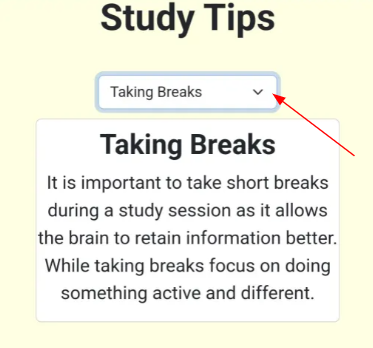 Study Tips
Taking Breaks
Taking Breaks
It is important to take short breaks
during a study session as it allows
the brain to retain information better.
While taking breaks focus on doing
something active and different.